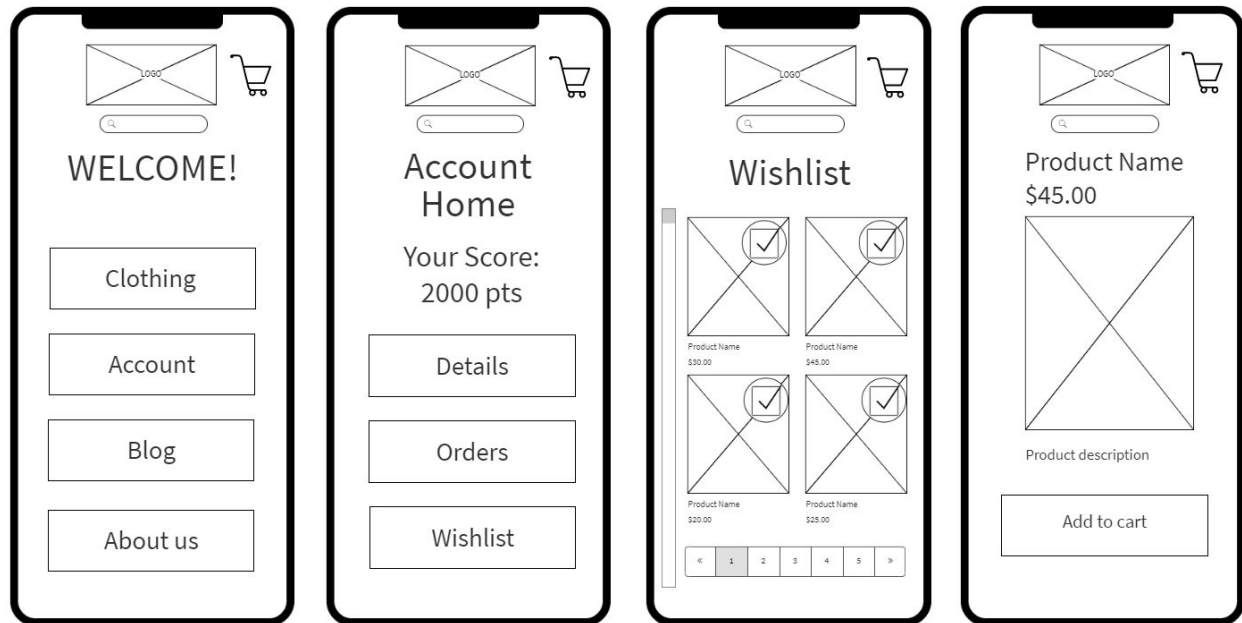 LOGO
WELCOME!
Clothing
Account
Blog
About us
LOGO
Account
Home
Your Score:
2000 pts
Details
Orders
Wishlist
LOGO
Wishlist
Product Name
$30.00
Product Name
$45.00
Product Name
$20.00
Product Name
$25.00
« 1 2 3 4 5 »
LOGO
Product Name
$45.00
Product description
Add to cart